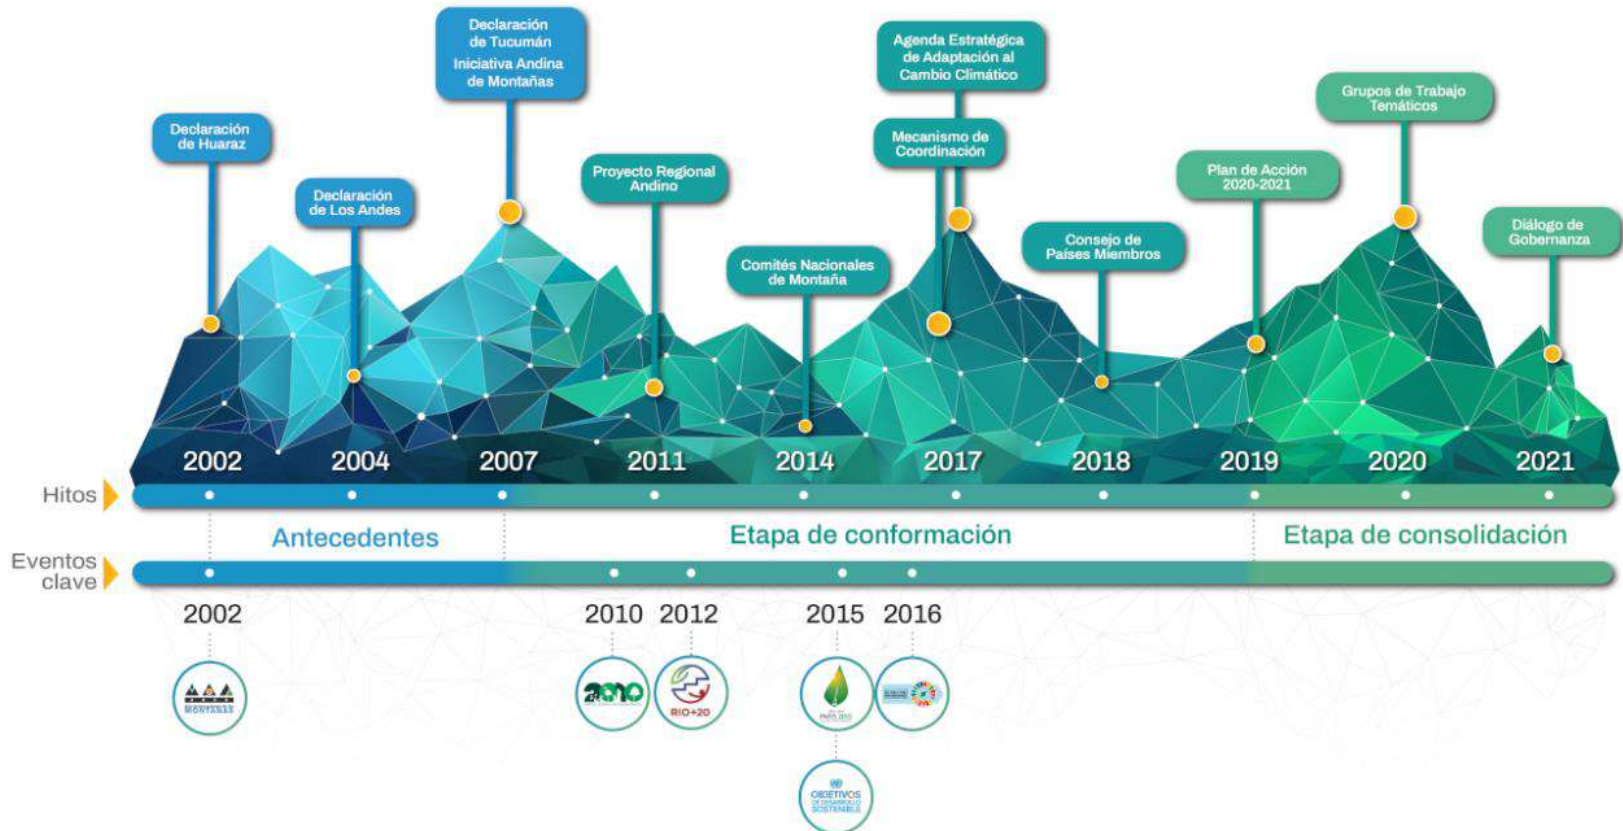 Declaración
de Tucumán
Iniciativa Andina
de Montañas
Agenda Estratégica
de Adaptación al
Cambio Climático
Grupos de Trabajo
Temáticos
Declaración
de Huaraz
Mecanismo de
Coordinación
Proyecto Regional
Andino
Plan de Acción
2020-2021
Declaración
de Los Andes
Diálogo de
Gobernanza
Consejo de
Países Miembros
Comités Nacionales
de Montaña
2002 2004 2007 2011 2014 2017 2018 2019 2020 2021
Hitos
Antecedentes Etapa de conformación Etapa de consolidación
Eventos
clave
2002 2010 2012 2015 2016
MONTAÑAS
2010
RIO+20
PARIS 2015
OBJETIVOS
DE DESARROLLO
SOSTENIBLE